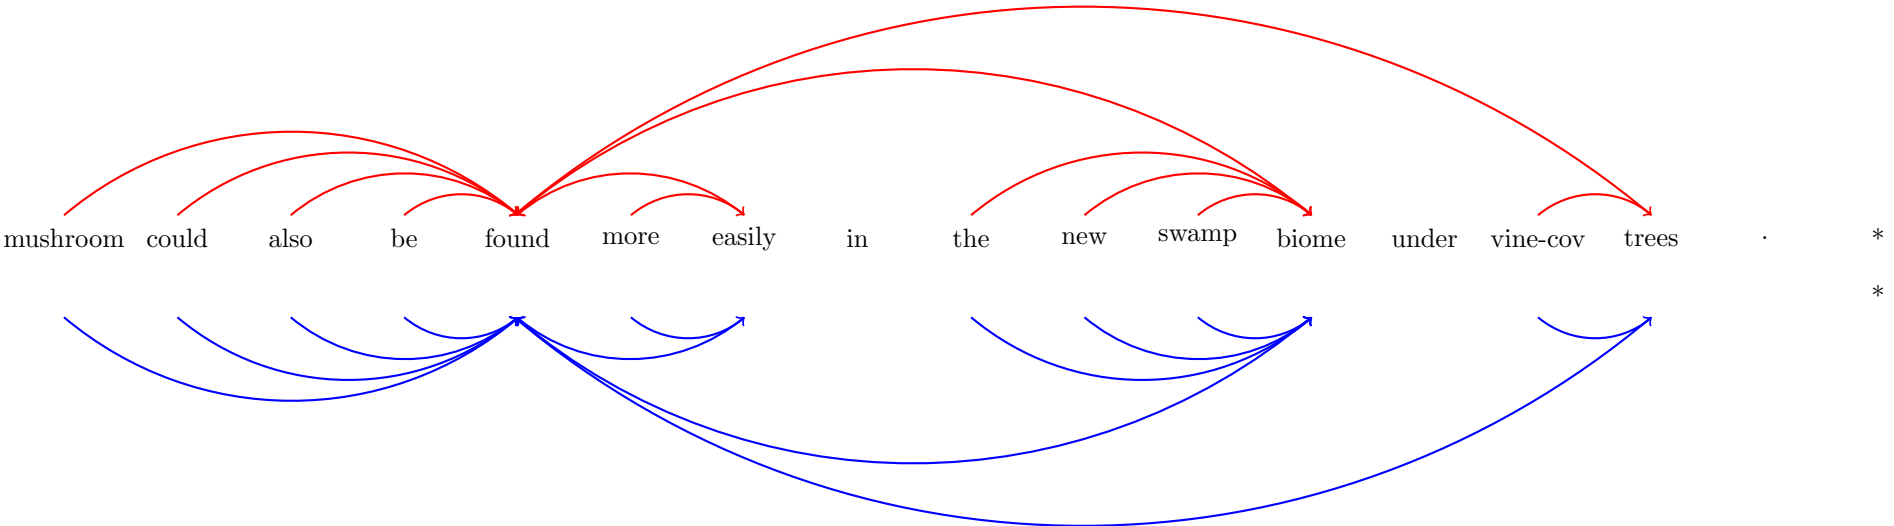 mushroom could also be found more easily in the new swamp biome under vine-cov trees . *
*